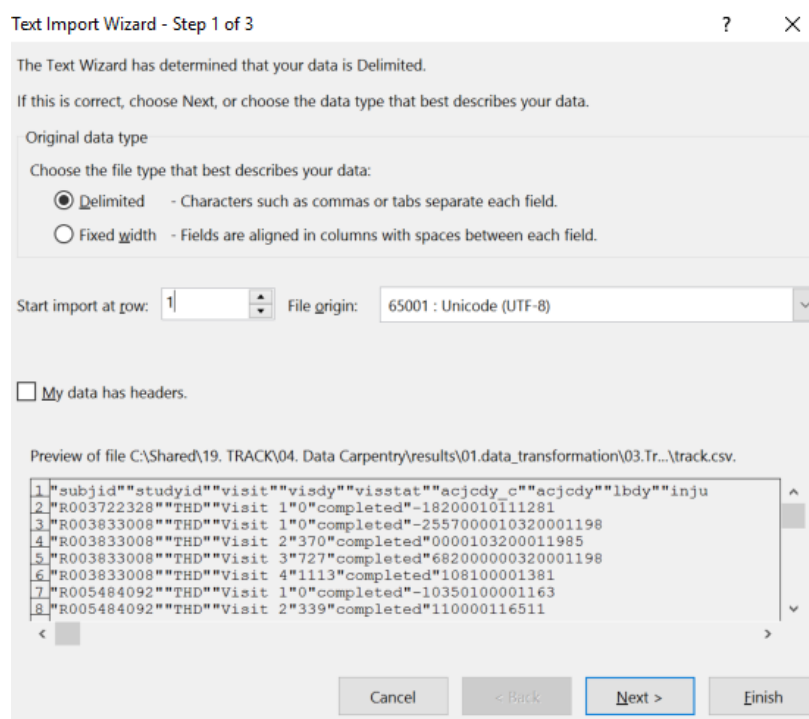 Text Import Wizard - Step 1 of 3 ? ×
The Text Wizard has determined that your data is Delimited.
If this is correct, choose Next, or choose the data type that best describes your data.
Original data type
Choose the file type that best describes your data:
Delimited - Characters such as commas or tabs separate each field.
Fixed width - Fields are aligned in columns with spaces between each field.
Start import at row: 1 File origin: 65001 : Unicode (UTF-8)
My data has headers.
Preview of file C:\Shared\19. TRACK\04. Data Carpentry\results\01.data_transformation\03.Tr...\track.csv.
1 "subjid""studyid""visit""visdy""visstat""acjcdy_c""acjcdy""lbdy""inju
2 "R003722328""THD""Visit 1"0"completed"-18200010111281
3 "R003833008""THD""Visit 1"0"completed"-2557000010320001198
4 "R003833008""THD""Visit 2"370"completed"0000103200011985
5 "R003833008""THD""Visit 3"727"completed"682000000320001198
6 "R003833008""THD""Visit 4"1113"completed"108100001381
7 "R005484092""THD""Visit 1"0"completed"-10350100001163
8 "R005484092""THD""Visit 2"339"completed"110000116511
Cancel < Back Next > Finish